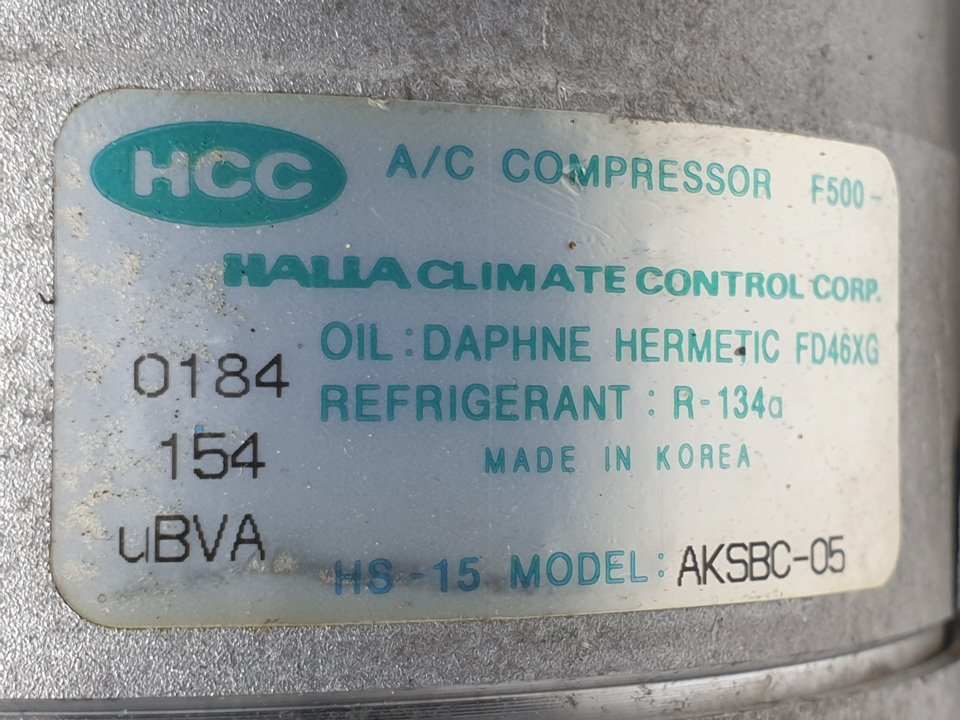 HCC A/C COMPRESSOR F500-
HALLA CLIMATE CONTROL CORP.
OIL:DAPHNE HERMETIC FD46XG
0184
REFRIGERANT : R-134a
154
MADE IN KOREA
uBVA
HS-15 MODEL: AKSBC-05